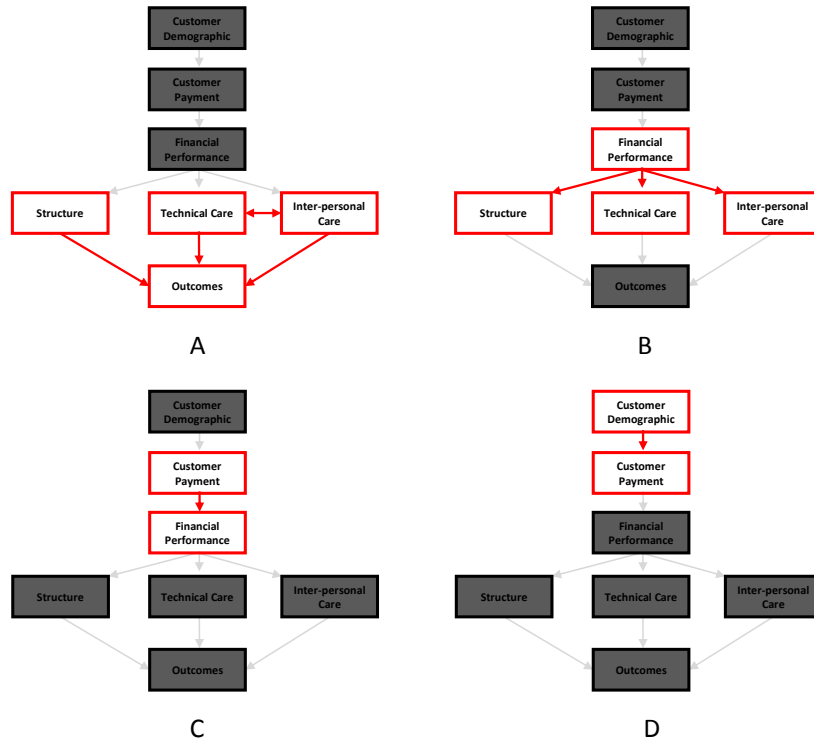 Customer
Demographic
Customer
Payment
Financial
Performance
Structure
Technical Care
Inter-personal
Care
Outcomes
A
Customer
Demographic
Customer
Payment
Financial
Performance
Structure
Technical Care
Inter-personal
Care
Outcomes
B
Customer
Demographic
Customer
Payment
Financial
Performance
Structure
Technical Care
Inter-personal
Care
Outcomes
C
Customer
Demographic
Customer
Payment
Financial
Performance
Structure
Technical Care
Inter-personal
Care
Outcomes
D